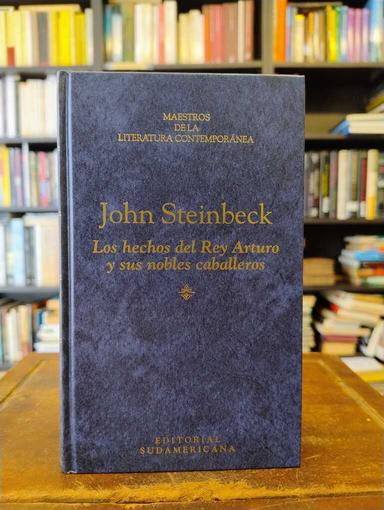 MAESTROS
DE LA
LITERATURA CONTEMPORÁNEA
John Steinbeck
Los hechos del Rey Arturo
y sus nobles caballeros
EDITORIAL
SUDAMERICANA